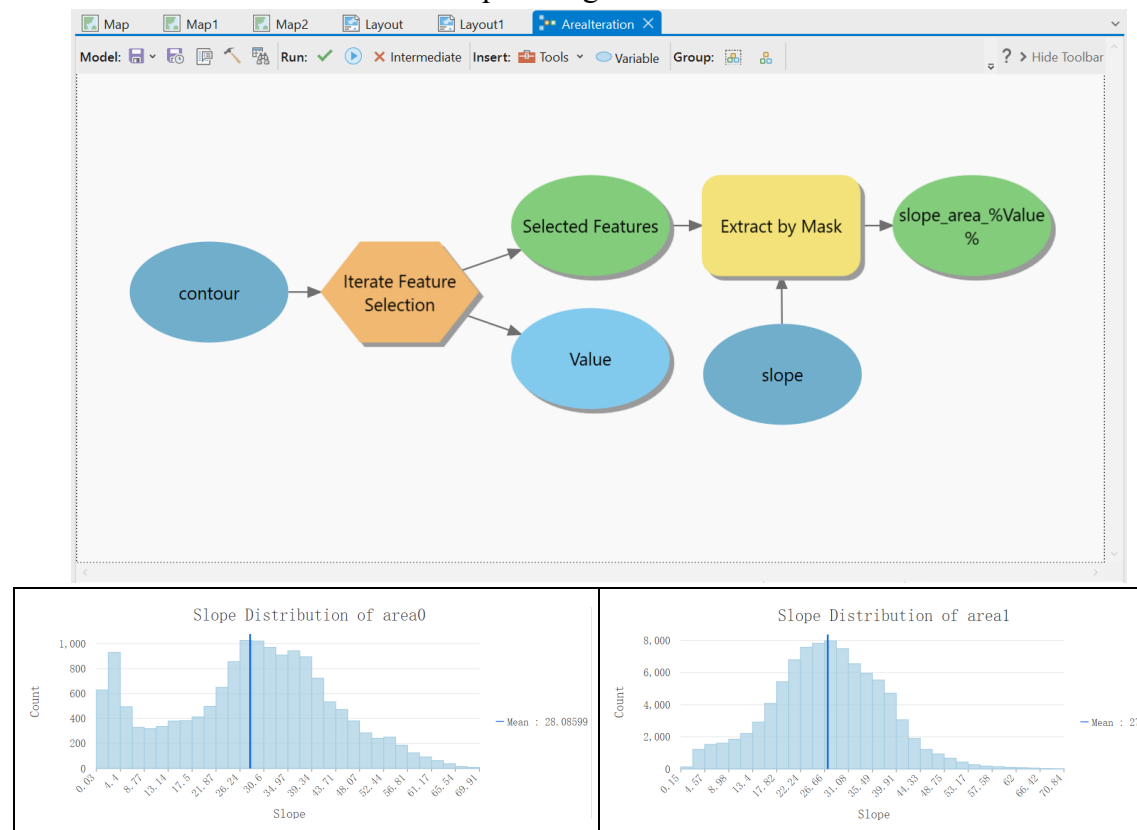 Map Map1 Map2 Layout Layout1 AreaIteration
Model: Run: Intermediate Insert: Tools Variable Group: ? > Hide Toolbar
contour
Iterate Feature
Selection
Selected Features
Value
Extract by Mask
slope
slope_area_%Value
%
Slope Distribution of area0
Count
1,000
800
600
400
200
0
0.03 4.4 8.77 13.14 17.5 21.87 26.24 30.6 34.97 39.34 43.71 48.07 52.44 56.81 61.17 65.54 69.91
Slope
Mean : 28.08599
Slope Distribution of area1
Count
8,000
6,000
4,000
2,000
0
0.15 4.57 8.98 13.4 17.82 22.24 26.66 31.08 35.49 39.91 44.33 48.75 53.17 57.58 62 66.42 70.84
Slope
Mean : 27